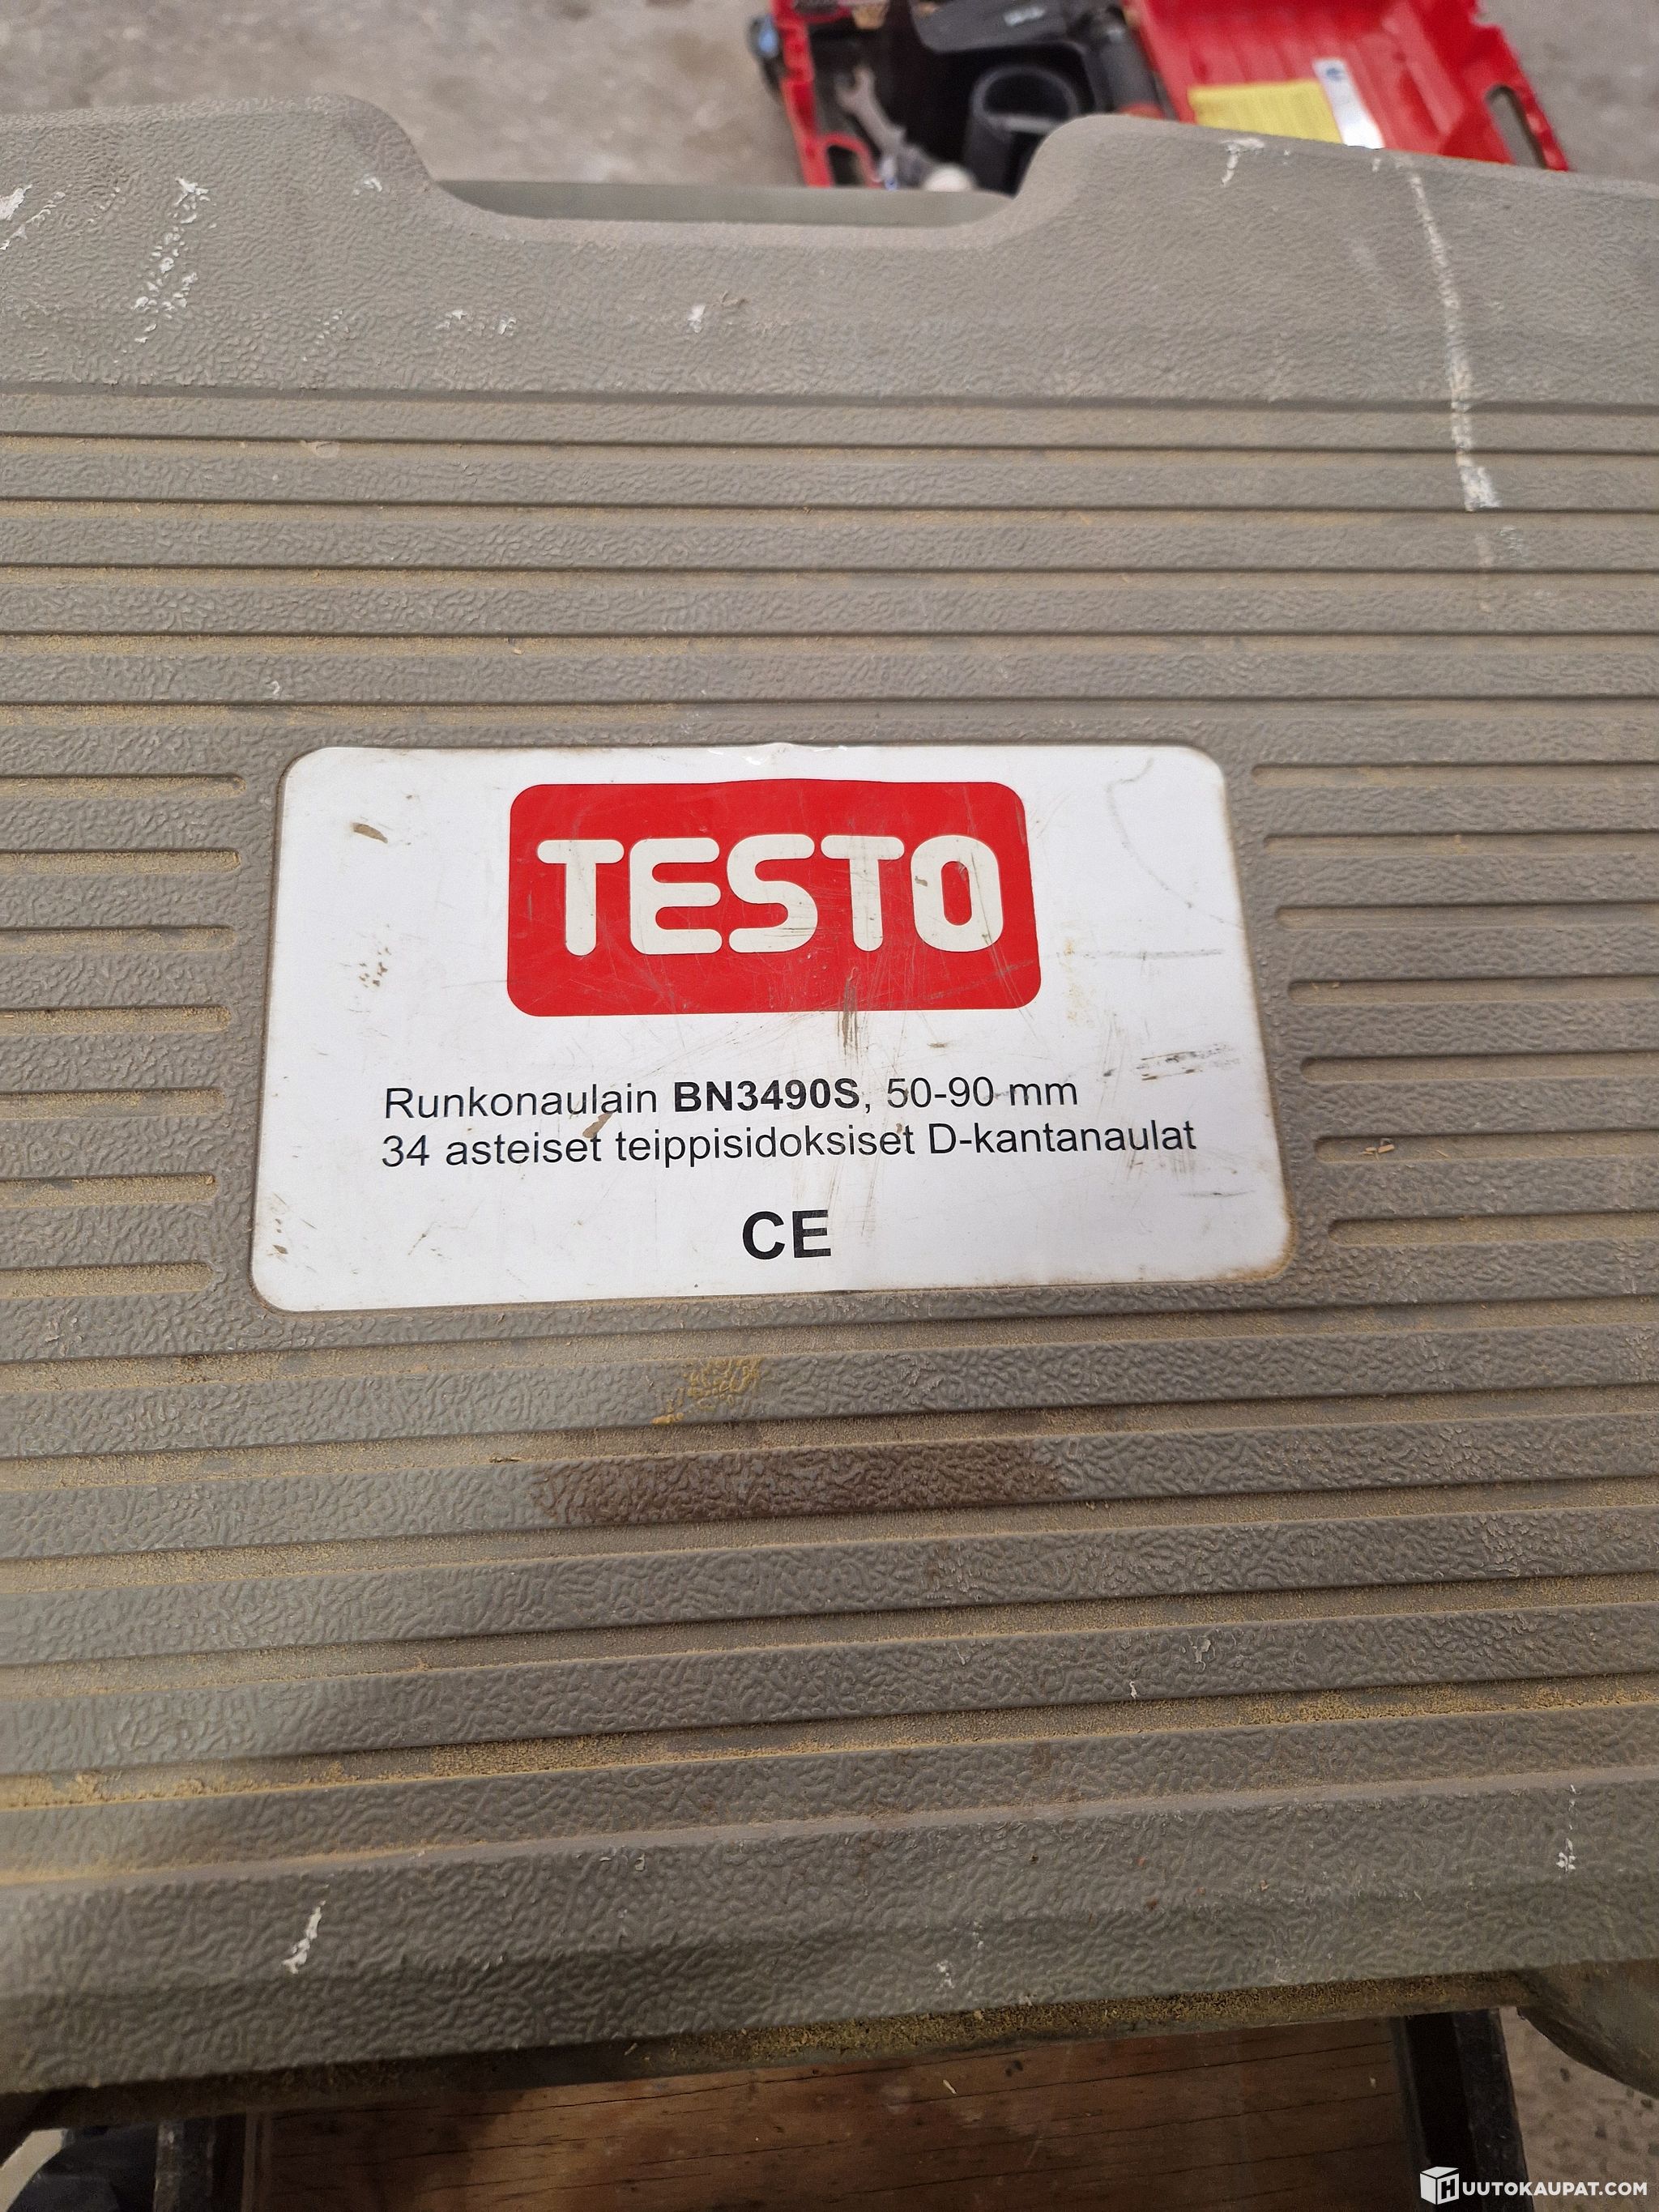 TESTO
Runkonaulain BN3490S, 50-90 mm
34 asteiset teippisidoksiset D-kantanaulat
CE
HUUTOKAUPAT.COM